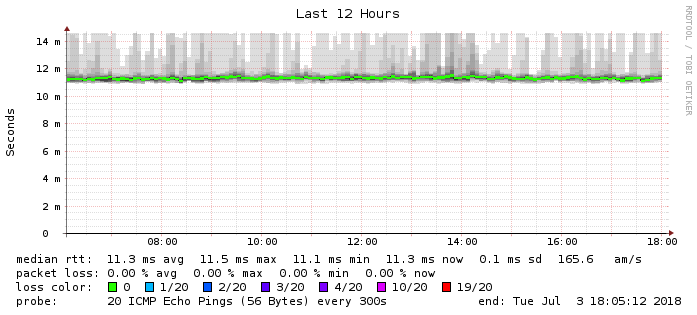 Last 12 Hours
RRDTOOL / TOBI OETIKER
Seconds
14 m
12 m
10 m
8 m
6 m
4 m
2 m
0
08:00 10:00 12:00 14:00 16:00 18:00
median rtt: 11.3 ms avg 11.5 ms max 11.1 ms min 11.3 ms now 0.1 ms sd 165.6 am/s
packet loss: 0.00 % avg 0.00 % max 0.00 % min 0.00 % now
loss color: 0 1/20 2/20 3/20 4/20 10/20 19/20
probe: 20 ICMP Echo Pings (56 Bytes) every 300s end: Tue Jul 3 18:05:12 2018